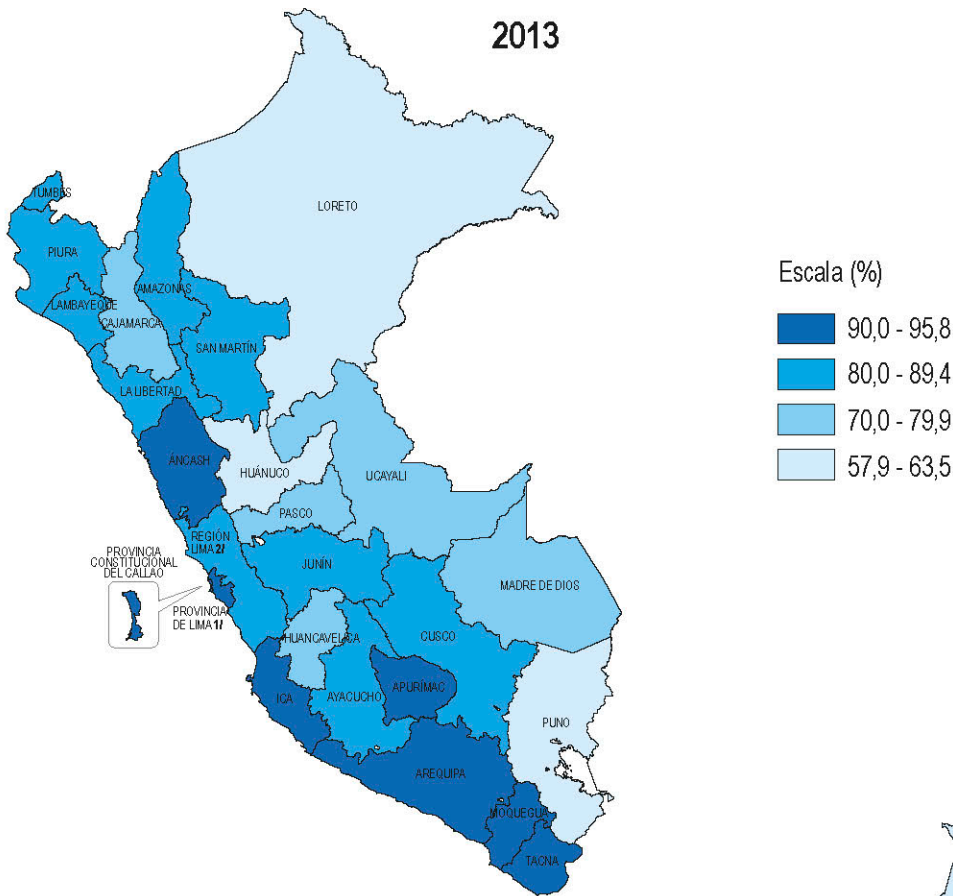 2013
LORETO
TUMBES
PIURA
AMAZONAS
LAMBAYEQUE
CAJAMARCA
SAN MARTÍN
LA LIBERTAD
ÁNCASH
HUÁNUCO
UCAYALI
PASCO
REGIÓN
LIMA 2/
JUNÍN
PROVINCIA
CONSTITUCIONAL
DEL CALLAO
MADRE DE DIOS
PROVINCIA
DE LIMA 1/
HUANCAVELICA
CUSCO
APURÍMAC
ICA
AYACUCHO
PUNO
AREQUIPA
MOQUEGUA
TACNA
Escala (%)
90,0 - 95,8
80,0 - 89,4
70,0 - 79,9
57,9 - 63,5